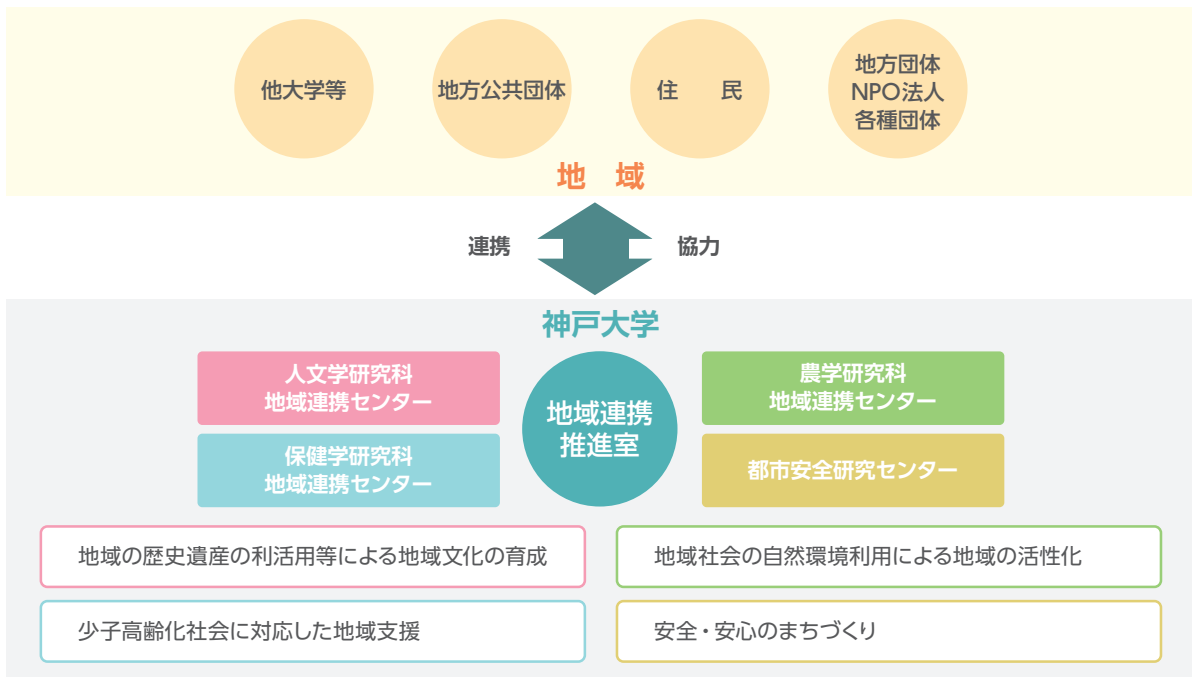 他大学等
地方公共団体
住　民
地方団体
NPO法人
各種団体
地　域
連携
協力
神戸大学
人文学研究科
地域連携センター
保健学研究科
地域連携センター
地域連携
推進室
農学研究科
地域連携センター
都市安全研究センター
地域の歴史遺産の利活用等による地域文化の育成
地域社会の自然環境利用による地域の活性化
少子高齢化社会に対応した地域支援
安全・安心のまちづくり